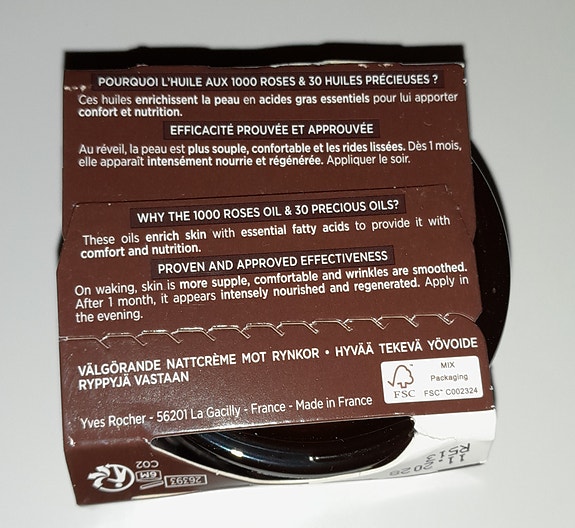 POURQUOI L'HUILE AUX 1000 ROSES & 30 HUILES PRÉCIEUSES ?
Ces huiles enrichissent la peau en acides gras essentiels pour lui apporter
confort et nutrition.
EFFICACITÉ PROUVÉE ET APPROUVÉE
Au réveil, la peau est plus souple, confortable et les rides lissées. Dès 1 mois,
elle apparaît intensément nourrie et régénérée. Appliquer le soir.
WHY THE 1000 ROSES OIL & 30 PRECIOUS OILS?
These oils enrich skin with essential fatty acids to provide it with
comfort and nutrition.
PROVEN AND APPROVED EFFECTIVENESS
On waking, skin is more supple, comfortable and wrinkles are smoothed.
After 1 month, it appears intensely nourished and regenerated. Apply in
the evening.
VÄLGÖRANDE NATTCRÈME MOT RYNKOR • HYVÄÄ TEKEVÄ YÖVOIDE
RYPPYJÄ VASTAAN
MIX
Packaging
FSC FSC™ C002324
Yves Rocher - 56201 La Gacilly - France - Made in France
CO2
6M
26393
11-2028